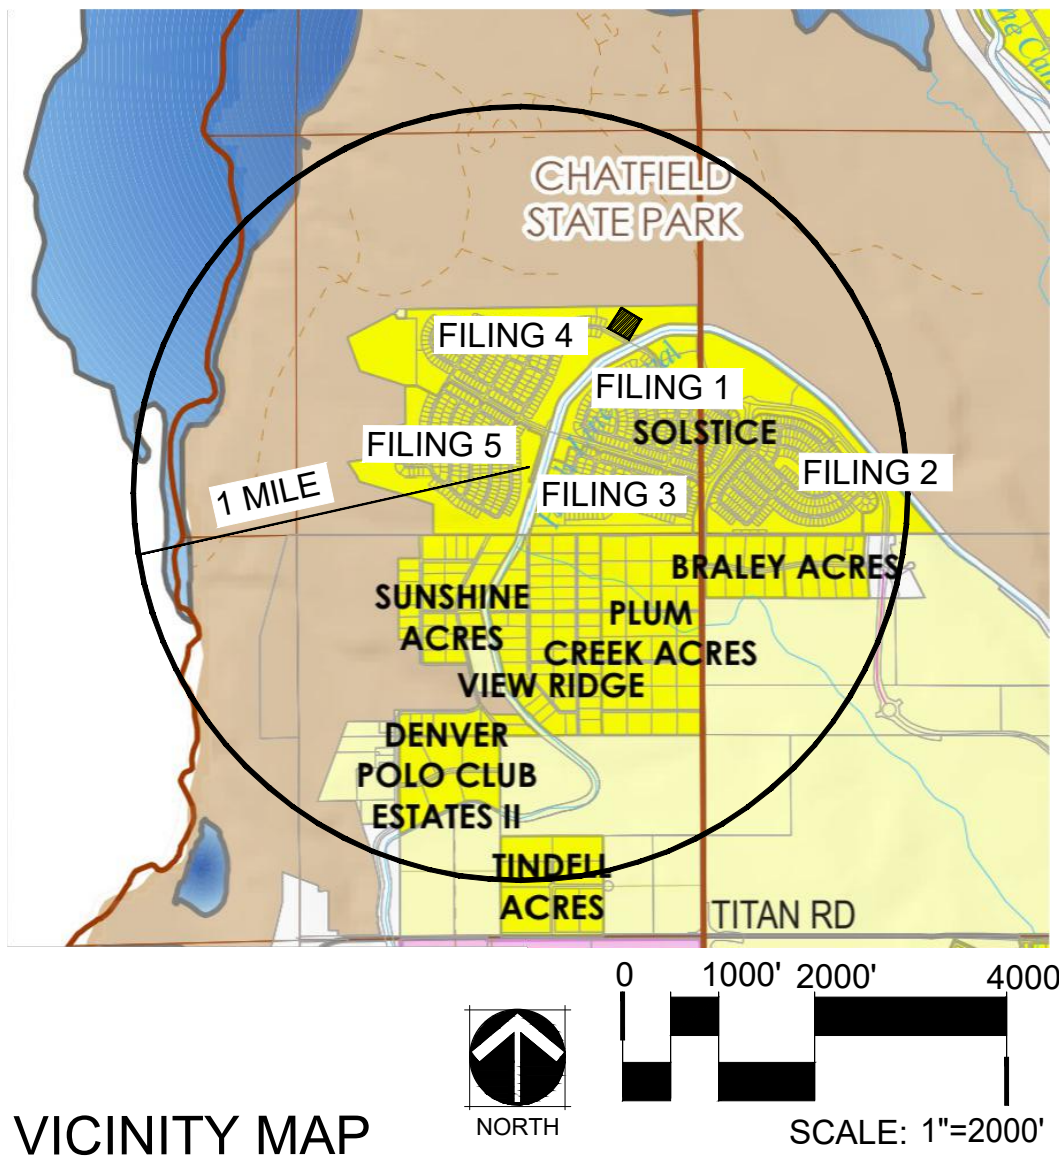 he Can
CHATFIELD
STATE PARK
FILING 4
FILING 1
SOLSTICE
FILING 5
FILING 2
1 MILE
FILING 3
BRALEY ACRES
SUNSHINE
ACRES
PLUM
CREEK ACRES
VIEW RIDGE
DENVER
POLO CLUB
ESTATES II
TINDELL
ACRES
TITAN RD
0 1000' 2000' 4000
NORTH
VICINITY MAP
SCALE: 1"=2000'